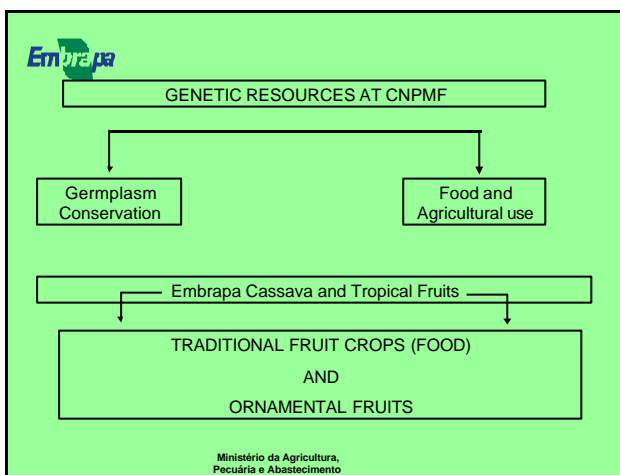 Embrapa
GENETIC RESOURCES AT CNPMF
Germplasm
Conservation
Food and
Agricultural use
Embrapa Cassava and Tropical Fruits
TRADITIONAL FRUIT CROPS (FOOD)
AND
ORNAMENTAL FRUITS
Ministério da Agricultura,
Pecuária e Abastecimento